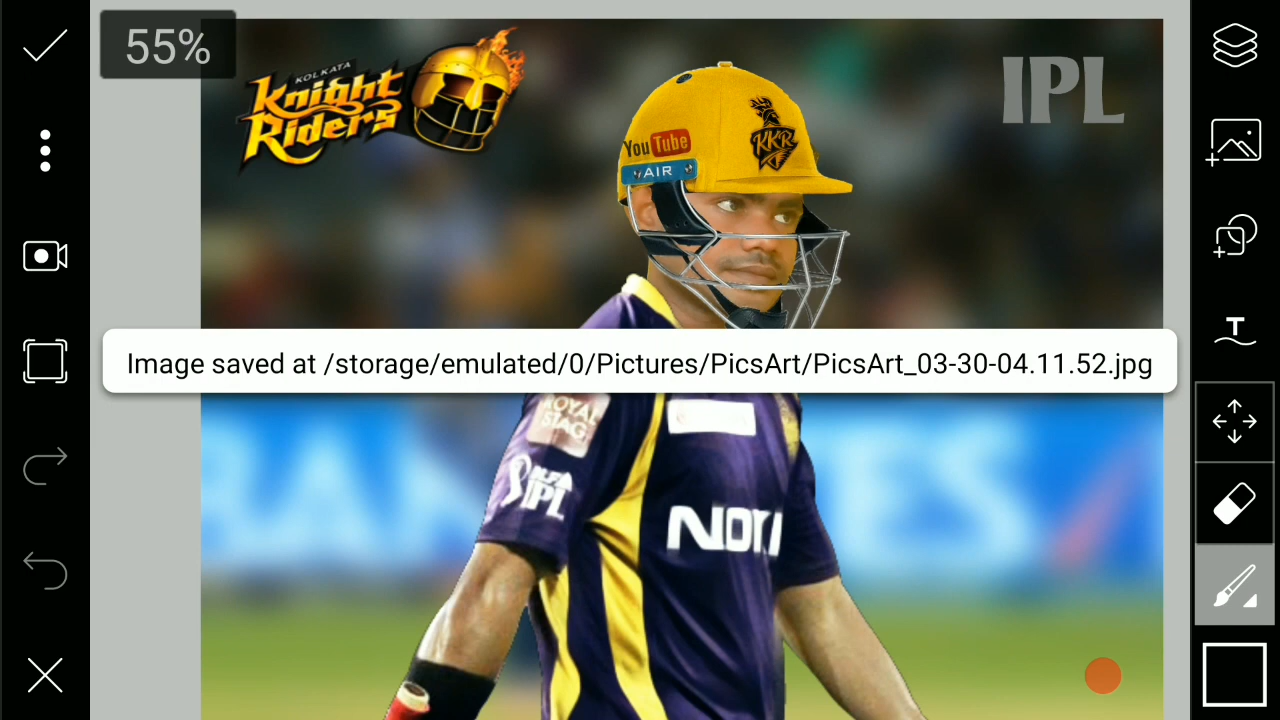 55%
KOLKATA
Knight
Riders
IPL
KKR
YouTube
AIR
Image saved at /storage/emulated/0/Pictures/PicsArt/PicsArt_03-30-04.11.52.jpg
ROYAL
STAG
IPL
NOKI
T